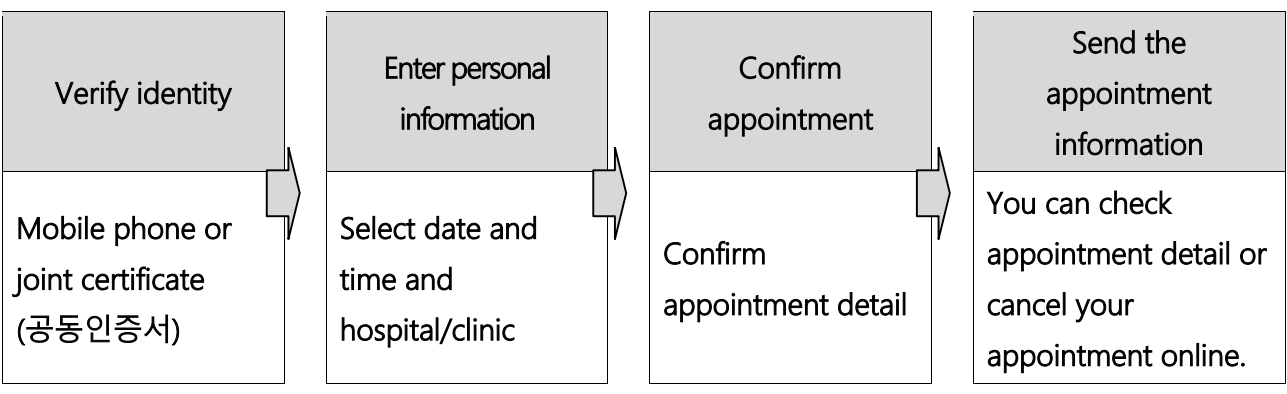 Verify identity
Mobile phone or
joint certificate
(공동인증서)
Enter personal
information
Select date and
time and
hospital/clinic
Confirm
appointment
Confirm
appointment detail
Send the
appointment
information
You can check
appointment detail or
cancel your
appointment online.